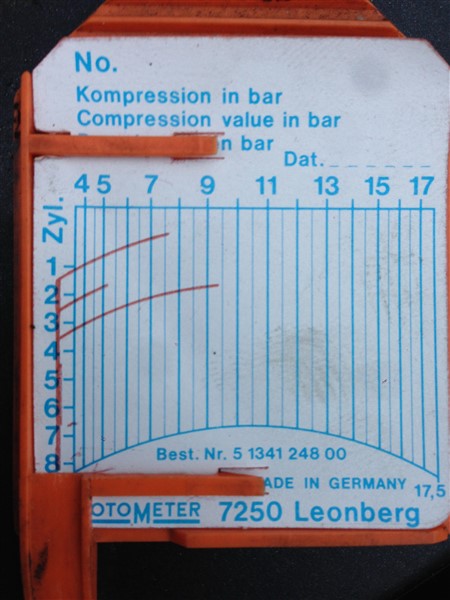 No.
Kompression in bar
Compression value in bar
n bar
Dat.
4 5 7 9 11 13 15 17
Zyl.
1
2
3
4
5
6
7
8
Best. Nr. 5 1341 248 00
ADE IN GERMANY 17,5
OTOMETER 7250 Leonberg